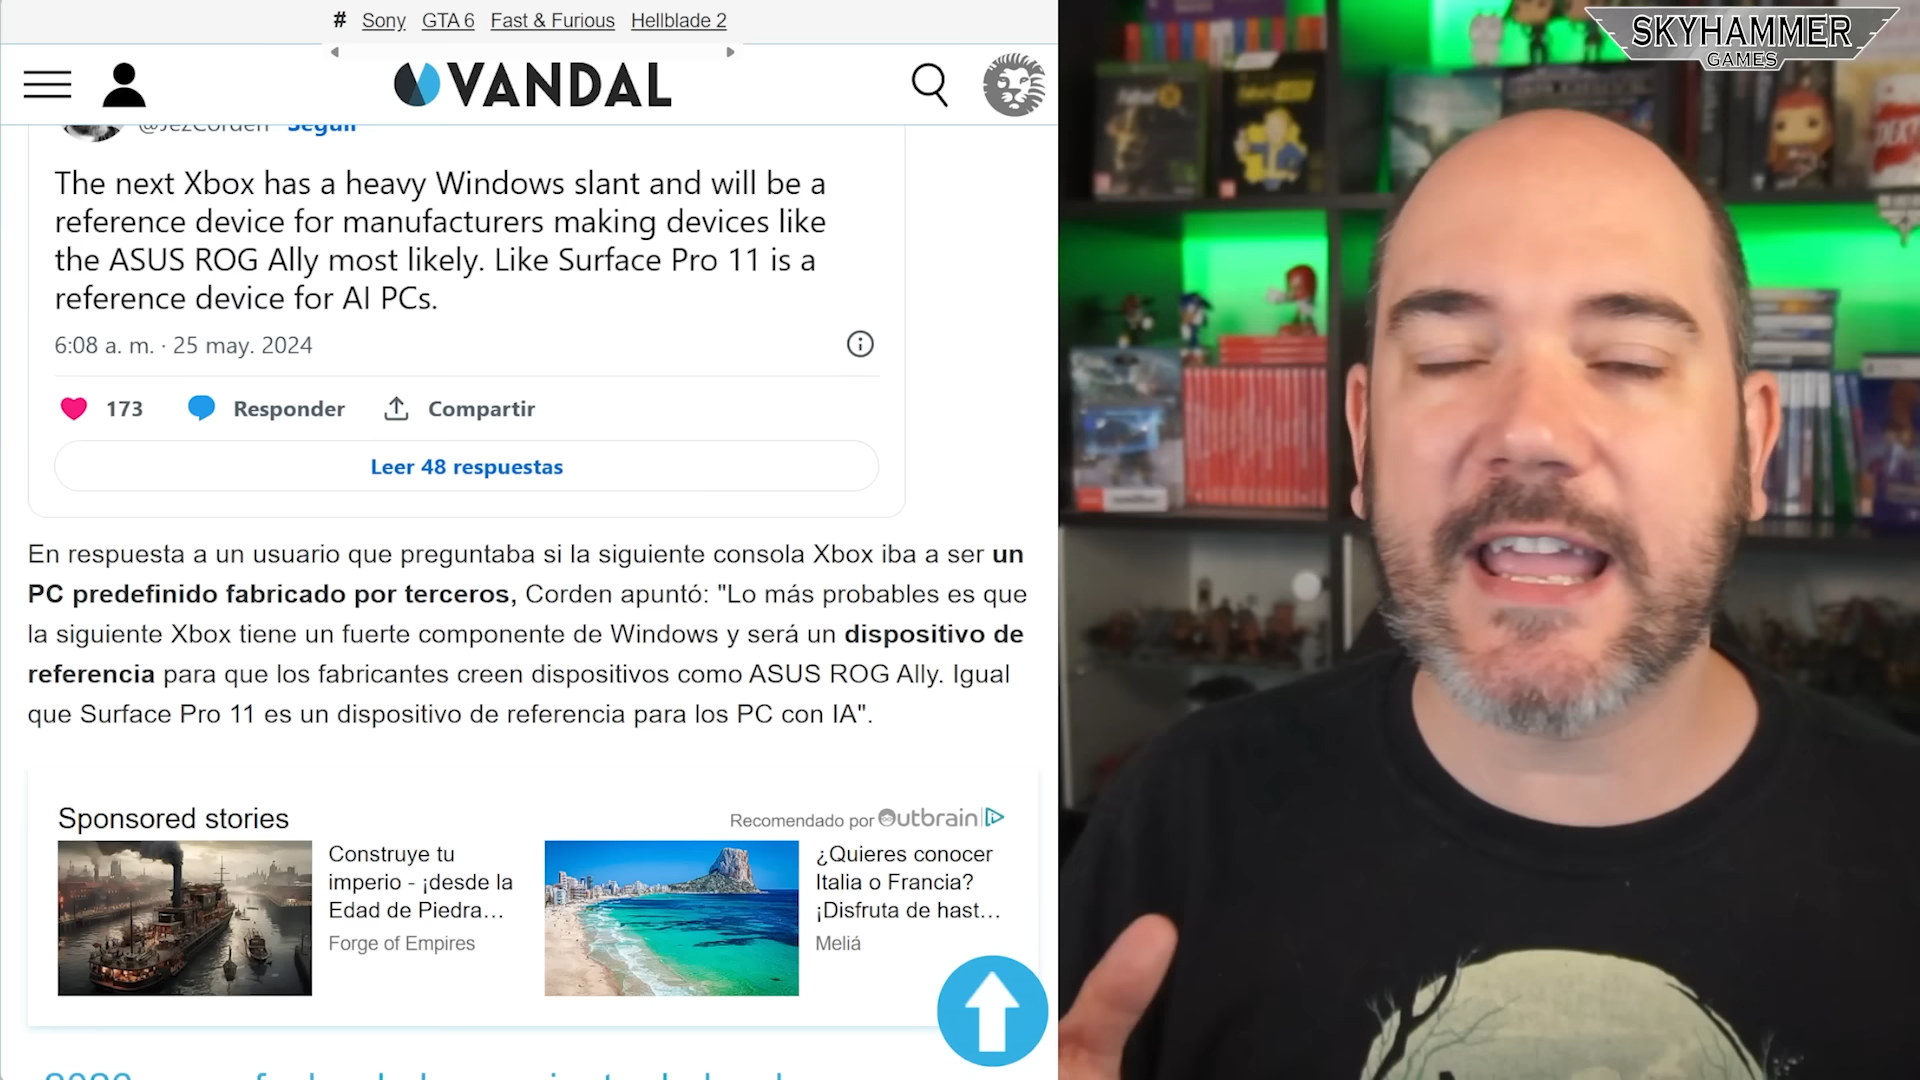 # Sony GTA 6 Fast & Furious Hellblade 2
VANDAL
SKYHAMMER
GAMES
@JezCorden Seguir
The next Xbox has a heavy Windows slant and will be a
reference device for manufacturers making devices like
the ASUS ROG Ally most likely. Like Surface Pro 11 is a
reference device for AI PCs.
6:08 a. m. · 25 may. 2024
173 Responder Compartir
Leer 48 respuestas
En respuesta a un usuario que preguntaba si la siguiente consola Xbox iba a ser un
PC predefinido fabricado por terceros, Corden apuntó: "Lo más probables es que
la siguiente Xbox tiene un fuerte componente de Windows y será un dispositivo de
referencia para que los fabricantes creen dispositivos como ASUS ROG Ally. Igual
que Surface Pro 11 es un dispositivo de referencia para los PC con IA".
Sponsored stories
Recomendado por Outbrain
Construye tu
imperio - ¡desde la
Edad de Piedra...
Forge of Empires
¿Quieres conocer
Italia o Francia?
¡Disfruta de hast...
Meliá